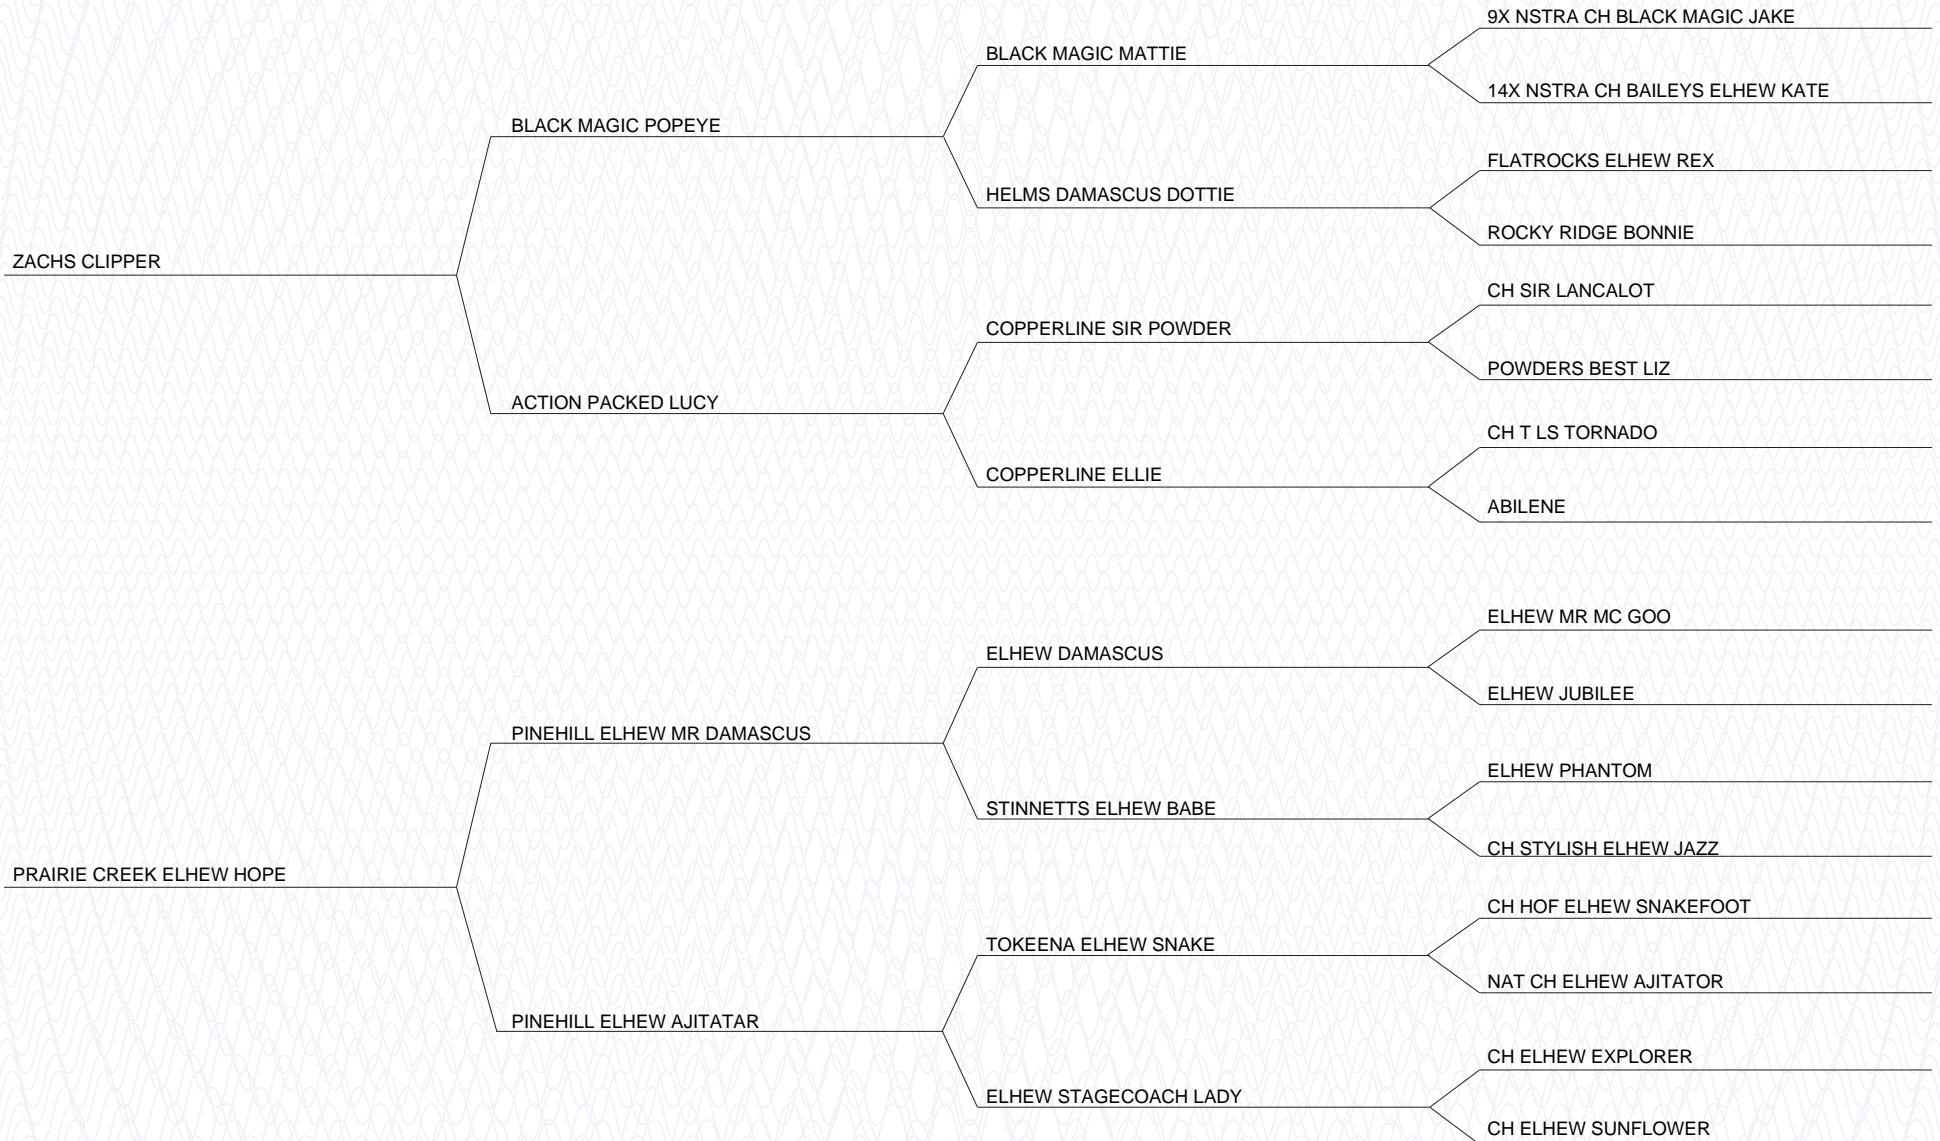 9X NSTRA CH BLACK MAGIC JAKE
BLACK MAGIC MATTIE
14X NSTRA CH BAILEYS ELHEW KATE
BLACK MAGIC POPEYE
FLATROCKS ELHEW REX
HELMS DAMASCUS DOTTIE
ROCKY RIDGE BONNIE
ZACHS CLIPPER
CH SIR LANCALOT
COPPERLINE SIR POWDER
POWDERS BEST LIZ
ACTION PACKED LUCY
CH T LS TORNADO
COPPERLINE ELLIE
ABILENE
ELHEW MR MC GOO
ELHEW DAMASCUS
ELHEW JUBILEE
PINEHILL ELHEW MR DAMASCUS
ELHEW PHANTOM
STINNETTS ELHEW BABE
CH STYLISH ELHEW JAZZ
PRAIRIE CREEK ELHEW HOPE
CH HOF ELHEW SNAKEFOOT
TOKEENA ELHEW SNAKE
NAT CH ELHEW AJITATOR
PINEHILL ELHEW AJITATAR
CH ELHEW EXPLORER
ELHEW STAGECOACH LADY
CH ELHEW SUNFLOWER